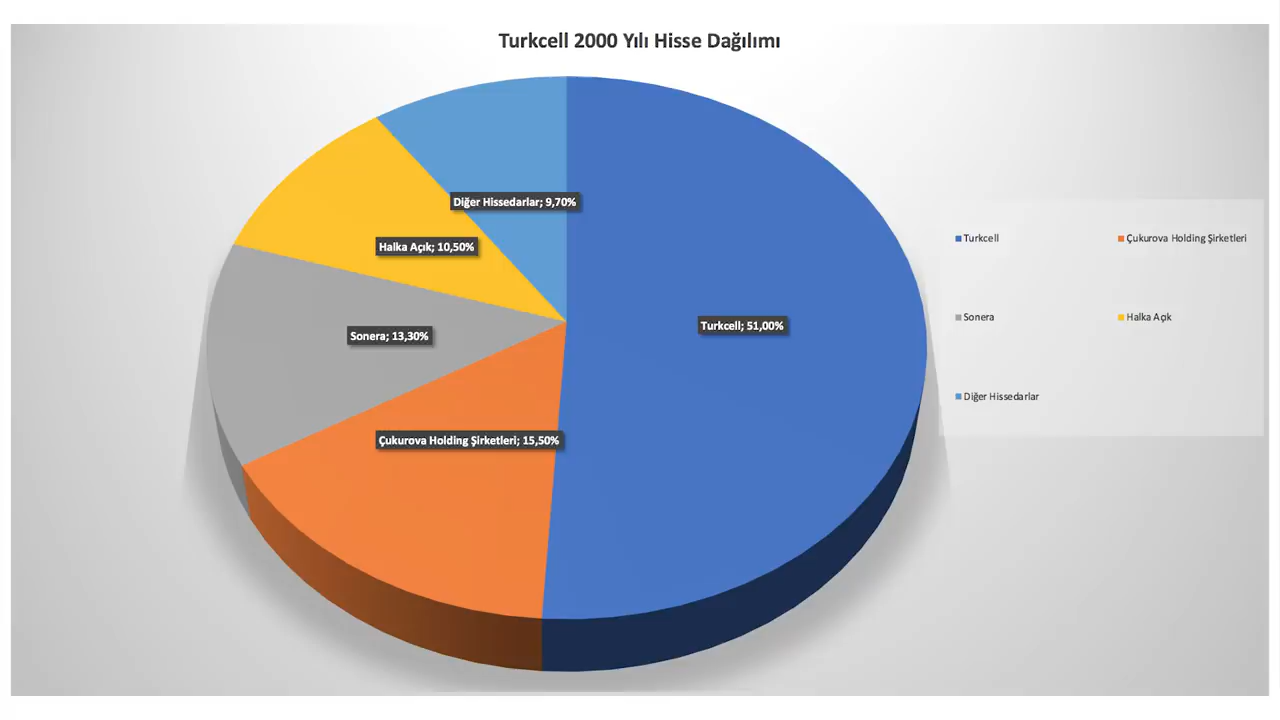 Turkcell 2000 Yılı Hisse Dağılımı
Diğer Hissedarlar; 9,70%
Halka Açık; 10,50%
Turkcell; 51,00%
Sonera; 13,30%
Çukurova Holding Şirketleri; 15,50%
Turkcell
Çukurova Holding Şirketleri
Sonera
Halka Açık
Diğer Hissedarlar